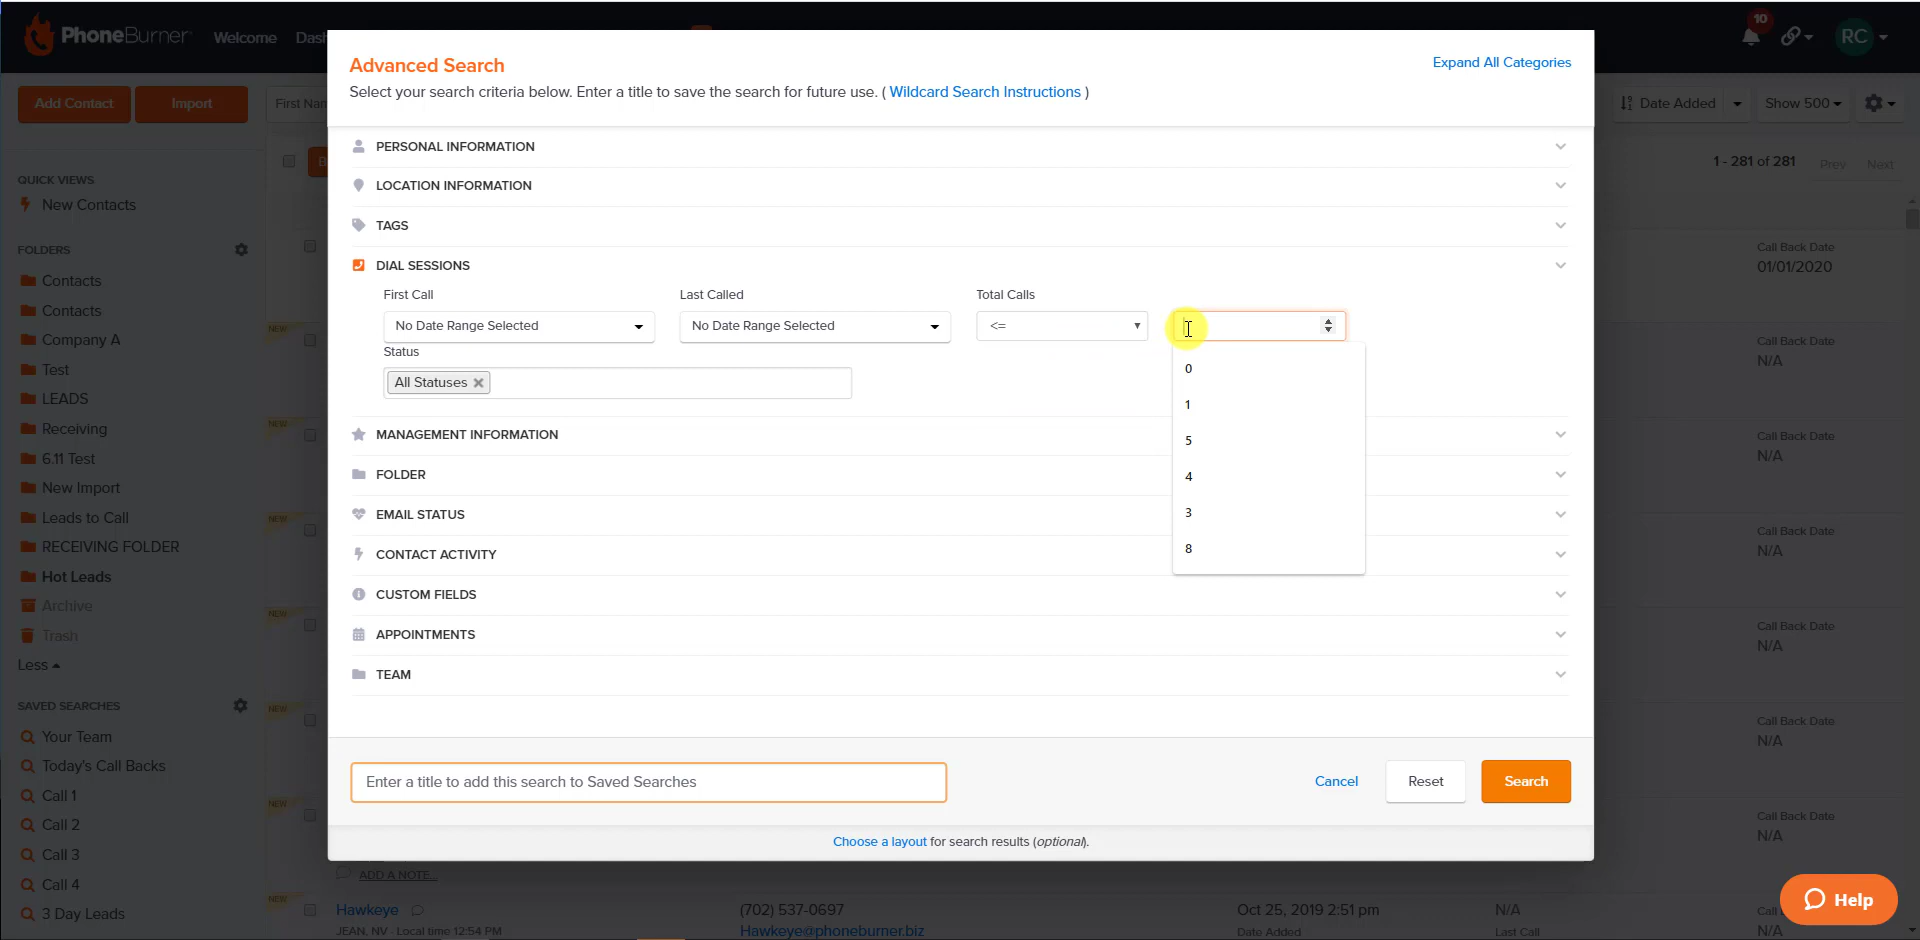 PhoneBurner
Welcome
10
RC
Advanced Search
Expand All Categories
Select your search criteria below. Enter a title to save the search for future use. ( Wildcard Search Instructions )
Add Contact
Import
Date Added
Show 500
1 - 281 of 281
Prev
Next
QUICK VIEWS
New Contacts
FOLDERS
Contacts
Contacts
Company A
Test
LEADS
Receiving
6.11 Test
New Import
Leads to Call
RECEIVING FOLDER
Hot Leads
Archive
Trash
Less
SAVED SEARCHES
Your Team
Today's Call Backs
Call 1
Call 2
Call 3
Call 4
3 Day Leads
NEW
NEW
NEW
NEW
NEW
NEW
NEW
PERSONAL INFORMATION
LOCATION INFORMATION
TAGS
DIAL SESSIONS
First Call
Last Called
Total Calls
No Date Range Selected
No Date Range Selected
<=
Status
All Statuses
0
1
5
4
3
8
MANAGEMENT INFORMATION
FOLDER
EMAIL STATUS
CONTACT ACTIVITY
CUSTOM FIELDS
APPOINTMENTS
TEAM
Enter a title to add this search to Saved Searches
Cancel
Reset
Search
Choose a layout for search results (optional).
Call Back Date
01/01/2020
Call Back Date
N/A
Call Back Date
N/A
Call Back Date
N/A
Call Back Date
N/A
Call Back Date
N/A
Call Back Date
N/A
ADD A NOTE...
Hawkeye
(702) 537-0697
Oct 25, 2019 2:51 pm
N/A
JEAN, NV - Local time 12:54 PM
Hawkeye@phoneburner.biz
Date Added
Last Call
N/A
Help